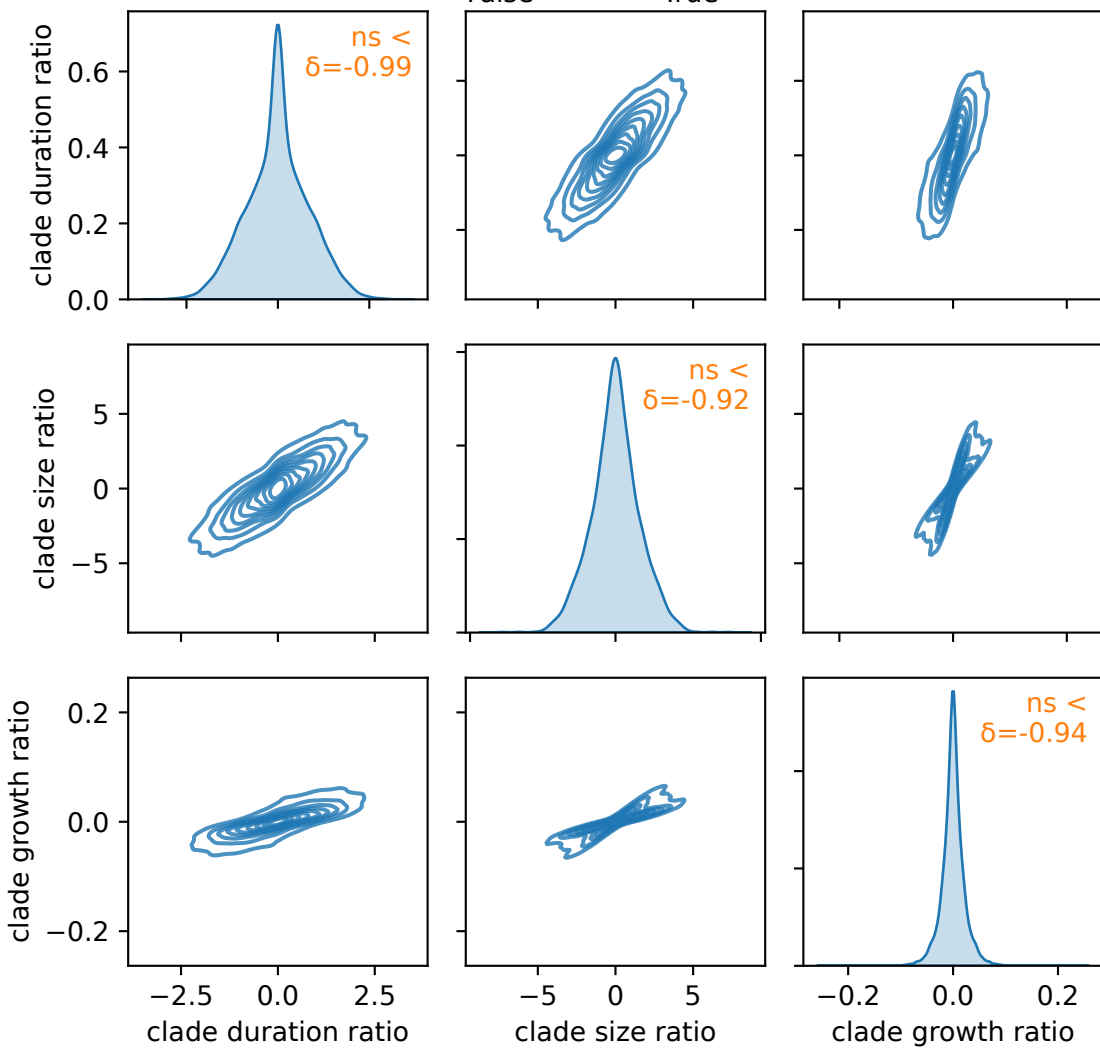 clade duration ratio
0.6
0.4
0.2
0.0
ns <
δ=-0.99
clade size ratio
5
0
−5
ns <
δ=-0.92
clade growth ratio
0.2
0.0
−0.2
ns <
δ=-0.94
−2.5 0.0 2.5
−5 0 5
−0.2 0.0 0.2
clade duration ratio
clade size ratio
clade growth ratio